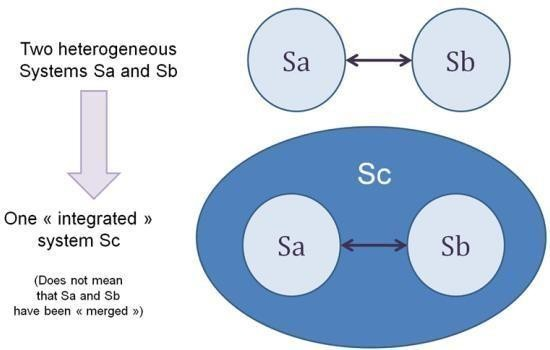 Two heterogeneous
Systems Sa and Sb
Sa
Sb
Sc
One « integrated »
system Sc
Sa
Sb
(Does not mean
that Sa and Sb
have been « merged »)